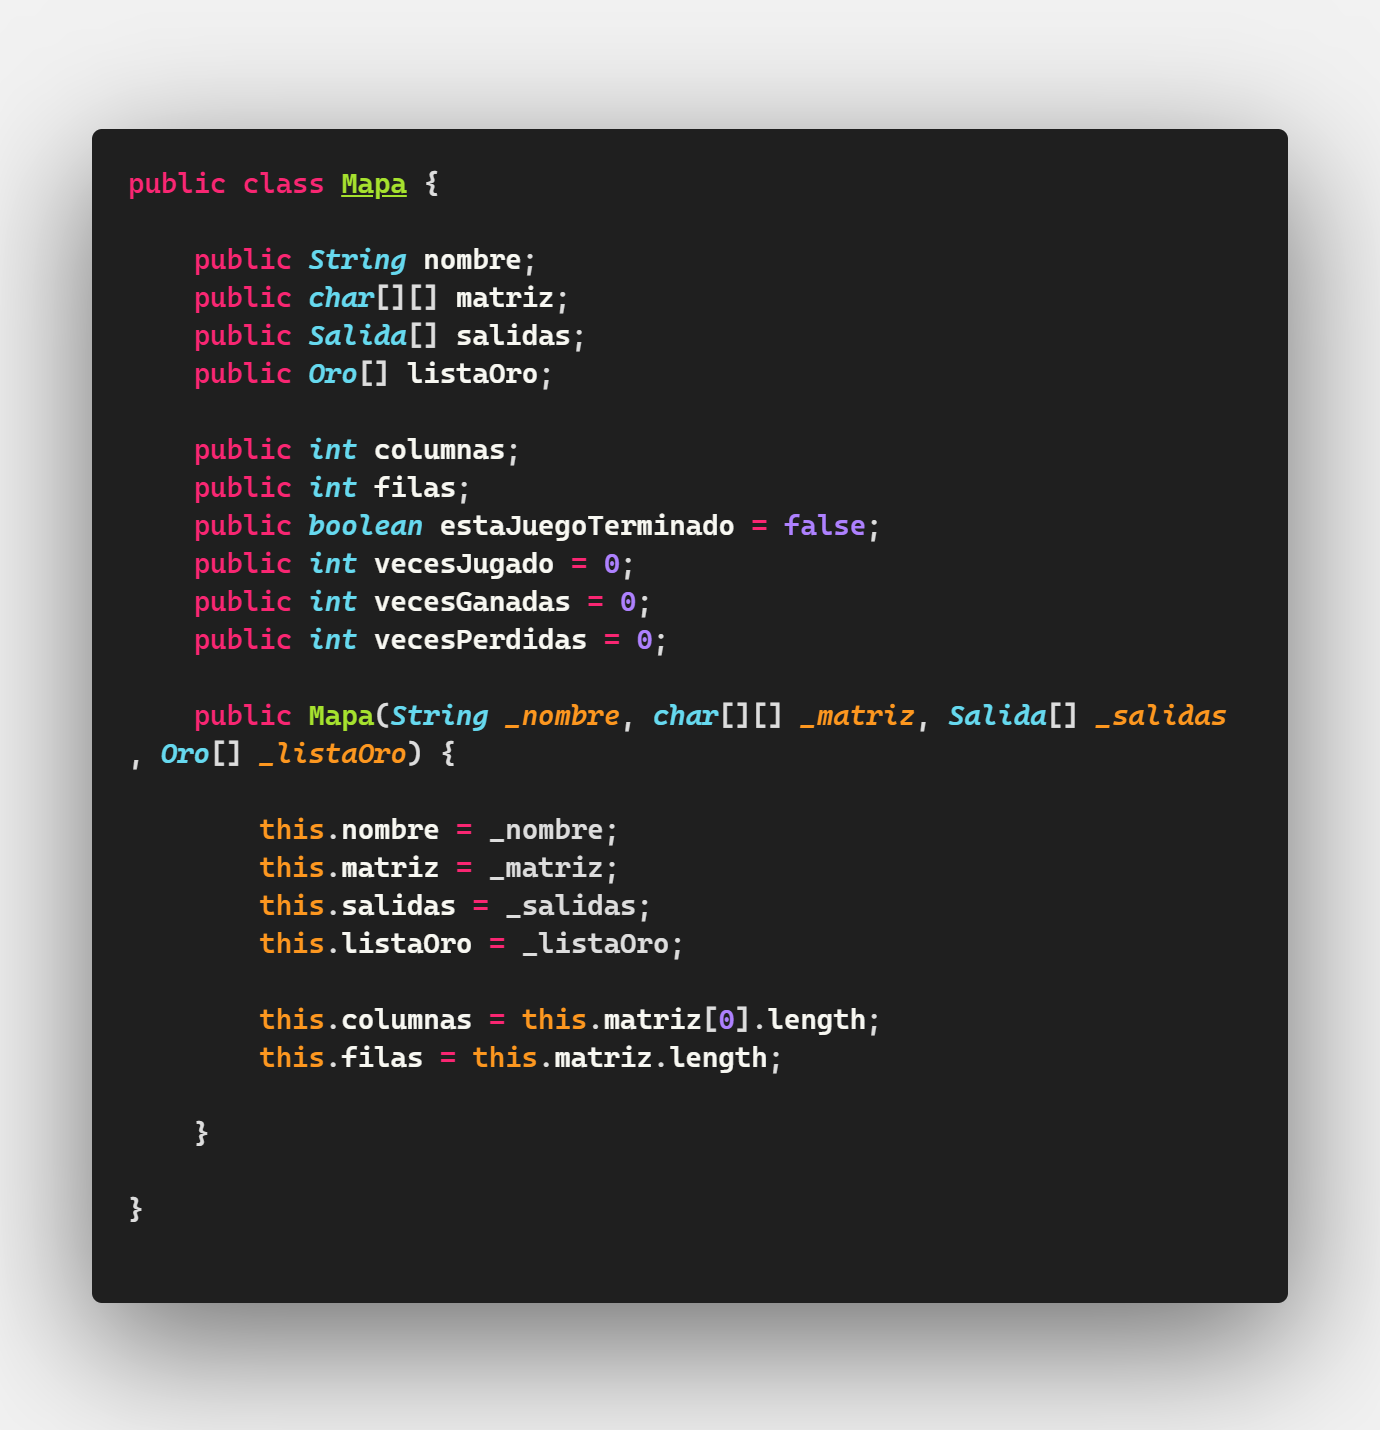 public class Mapa {
public String nombre;
public char[][] matriz;
public Salida[] salidas;
public Oro[] listaOro;
public int columnas;
public int filas;
public boolean estaJuegoTerminado = false;
public int vecesJugado = 0;
public int vecesGanadas = 0;
public int vecesPerdidas = 0;
public Mapa(String _nombre, char[][] _matriz, Salida[] _salidas
, Oro[] _listaOro) {
this.nombre = _nombre;
this.matriz = _matriz;
this.salidas = _salidas;
this.listaOro = _listaOro;
this.columnas = this.matriz[0].length;
this.filas = this.matriz.length;
}
}